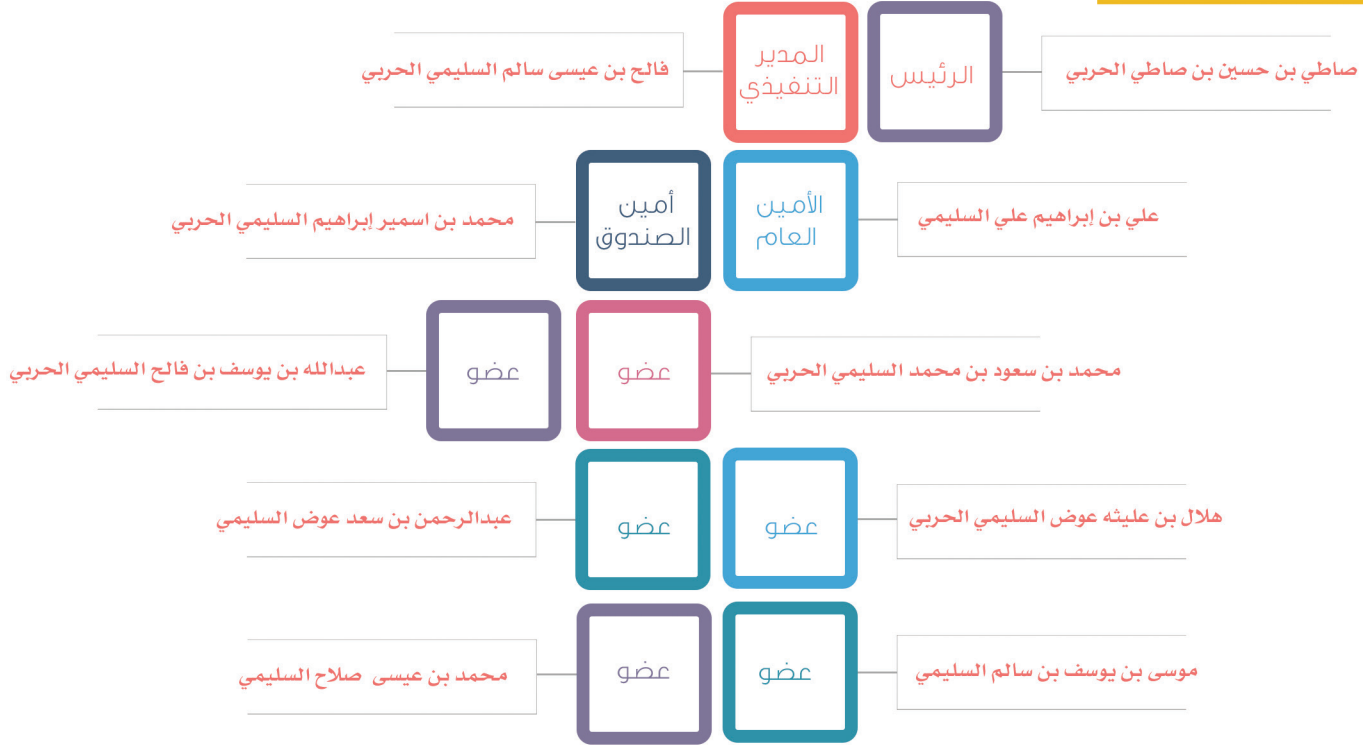 صاطي بن حسين بن صاطي الحربي
الرئيس
المدير
التنفيذي
فالح بن عيسى سالم السليمي الحربي
علي بن إبراهيم علي السليمي
الأمين
العام
أمين
الصندوق
محمد بن اسمير إبراهيم السليمي الحربي
محمد بن سعود بن محمد السليمي الحربي
عضو
عضو
عبدالله بن يوسف بن فالح السليمي الحربي
هلال بن عليثه عوض السليمي الحربي
عضو
عضو
عبدالرحمن بن سعد عوض السليمي
موسى بن يوسف بن سالم السليمي
عضو
عضو
محمد بن عيسى صلاح السليمي